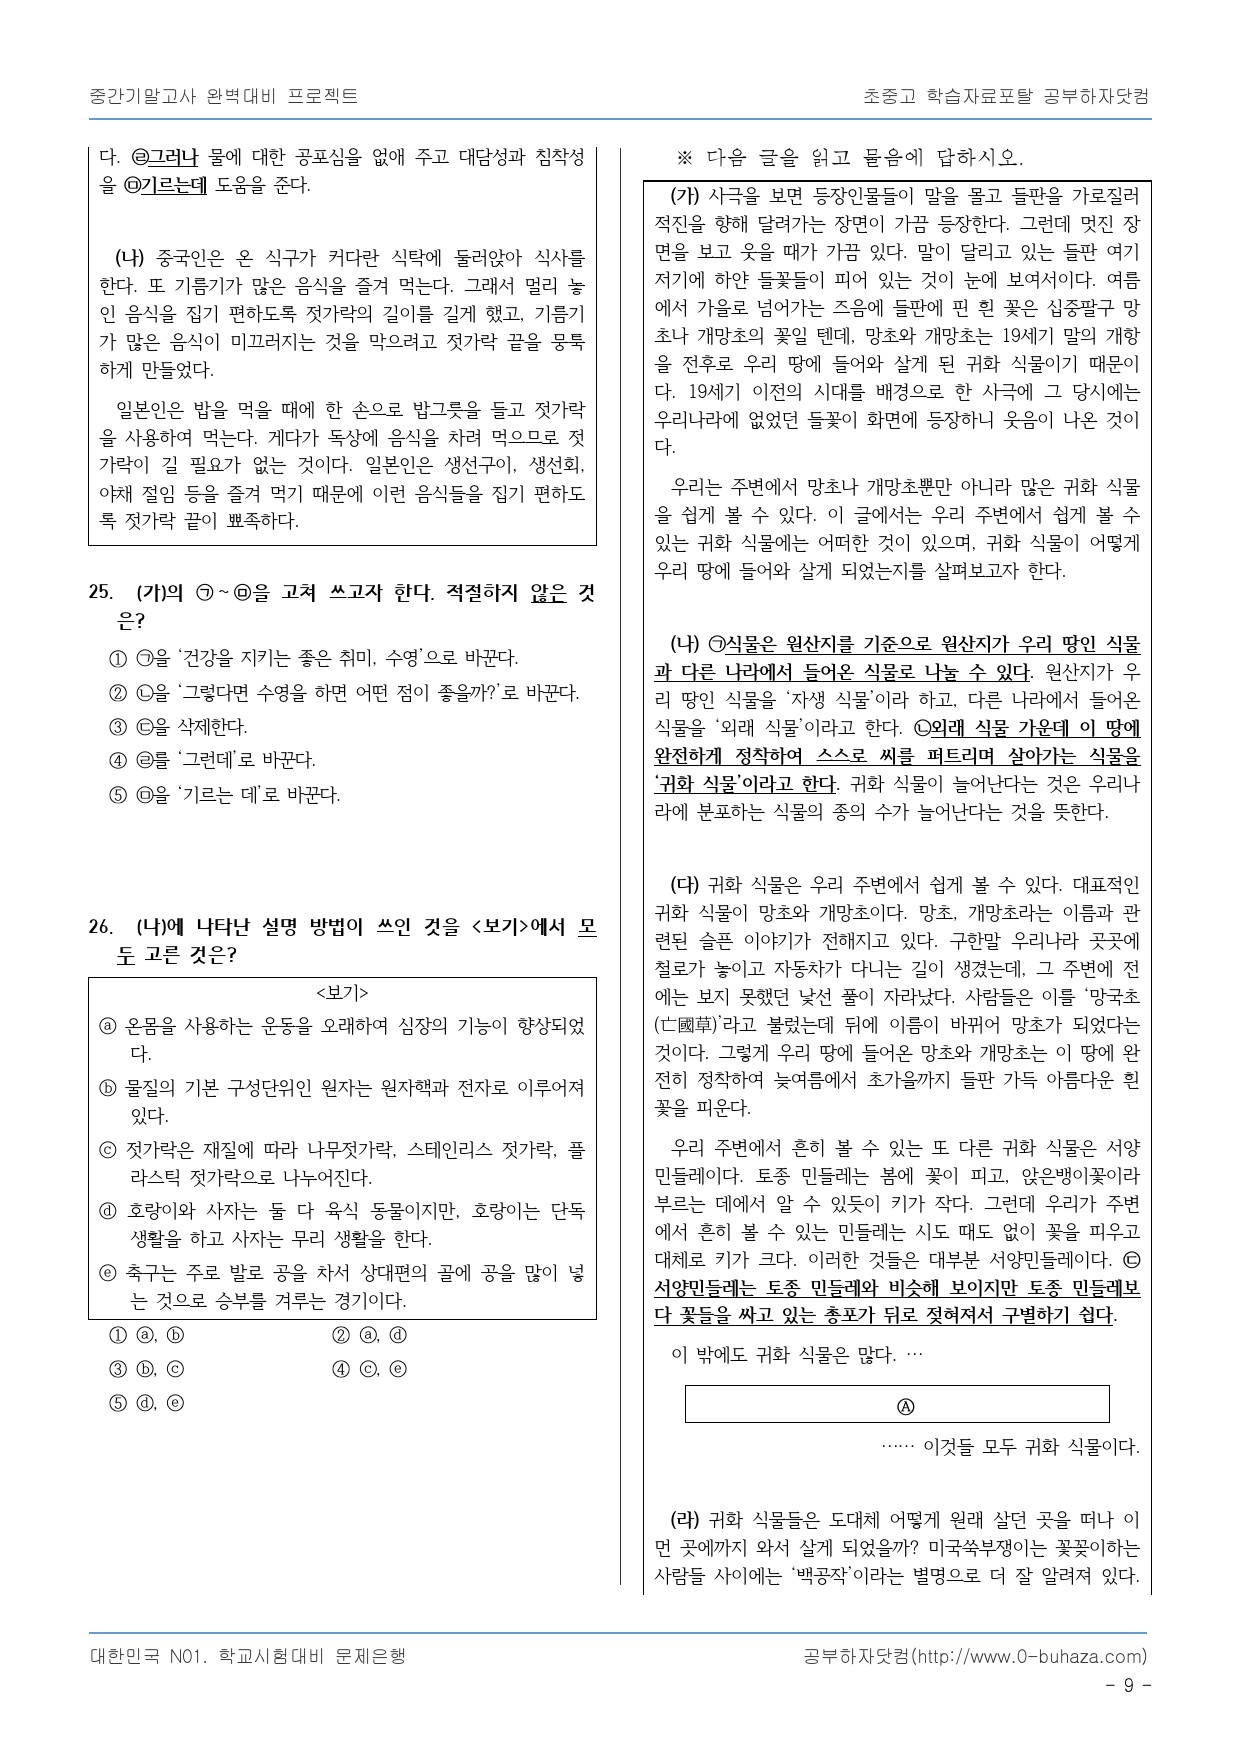 중간기말고사 완벽대비 프로젝트
초중고 학습자료포탈 공부하자닷컴
다. ㉣그러나 물에 대한 공포심을 없애 주고 대담성과 침착성
을 ㉤기르는데 도움을 준다.
(나) 중국인은 온 식구가 커다란 식탁에 둘러앉아 식사를
한다. 또 기름기가 많은 음식을 즐겨 먹는다. 그래서 멀리 놓
인 음식을 집기 편하도록 젓가락의 길이를 길게 했고, 기름기
가 많은 음식이 미끄러지는 것을 막으려고 젓가락 끝을 뭉툭
하게 만들었다.
일본인은 밥을 먹을 때에 한 손으로 밥그릇을 들고 젓가락
을 사용하여 먹는다. 게다가 독상에 음식을 차려 먹으므로 젓
가락이 길 필요가 없는 것이다. 일본인은 생선구이, 생선회,
야채 절임 등을 즐겨 먹기 때문에 이런 음식들을 집기 편하도
록 젓가락 끝이 뾰족하다.
25. (가)의 ㉠~㉤을 고쳐 쓰고자 한다. 적절하지 않은 것
은?
① ㉠을 ‘건강을 지키는 좋은 취미, 수영’으로 바꾼다.
② ㉡을 ‘그렇다면 수영을 하면 어떤 점이 좋을까?’로 바꾼다.
③ ㉢을 삭제한다.
④ ㉣를 ‘그런데’로 바꾼다.
⑤ ㉤을 ‘기르는 데’로 바꾼다.
26. (나)에 나타난 설명 방법이 쓰인 것을 <보기>에서 모
두 고른 것은?
<보기>
ⓐ 온몸을 사용하는 운동을 오래하여 심장의 기능이 향상되었
다.
ⓑ 물질의 기본 구성단위인 원자는 원자핵과 전자로 이루어져
있다.
ⓒ 젓가락은 재질에 따라 나무젓가락, 스테인리스 젓가락, 플
라스틱 젓가락으로 나누어진다.
ⓓ 호랑이와 사자는 둘 다 육식 동물이지만, 호랑이는 단독
생활을 하고 사자는 무리 생활을 한다.
ⓔ 축구는 주로 발로 공을 차서 상대편의 골에 공을 많이 넣
는 것으로 승부를 겨루는 경기이다.
① ⓐ, ⓑ ② ⓐ, ⓓ
③ ⓑ, ⓒ ④ ⓒ, ⓔ
⑤ ⓓ, ⓔ
※ 다음 글을 읽고 물음에 답하시오.
(가) 사극을 보면 등장인물들이 말을 몰고 들판을 가로질러
적진을 향해 달려가는 장면이 가끔 등장한다. 그런데 멋진 장
면을 보고 웃을 때가 가끔 있다. 말이 달리고 있는 들판 여기
저기에 하얀 들꽃들이 피어 있는 것이 눈에 보여서이다. 여름
에서 가을로 넘어가는 즈음에 들판에 핀 흰 꽃은 십중팔구 망
초나 개망초의 꽃일 텐데, 망초와 개망초는 19세기 말의 개항
을 전후로 우리 땅에 들어와 살게 된 귀화 식물이기 때문이
다. 19세기 이전의 시대를 배경으로 한 사극에 그 당시에는
우리나라에 없었던 들꽃이 화면에 등장하니 웃음이 나온 것이
다.
우리는 주변에서 망초나 개망초뿐만 아니라 많은 귀화 식물
을 쉽게 볼 수 있다. 이 글에서는 우리 주변에서 쉽게 볼 수
있는 귀화 식물에는 어떠한 것이 있으며, 귀화 식물이 어떻게
우리 땅에 들어와 살게 되었는지를 살펴보고자 한다.
(나) ㉠식물은 원산지를 기준으로 원산지가 우리 땅인 식물
과 다른 나라에서 들어온 식물로 나눌 수 있다. 원산지가 우
리 땅인 식물을 ‘자생 식물’이라 하고, 다른 나라에서 들어온
식물을 ‘외래 식물’이라고 한다. ㉡외래 식물 가운데 이 땅에
완전하게 정착하여 스스로 씨를 퍼트리며 살아가는 식물을
‘귀화 식물’이라고 한다. 귀화 식물이 늘어난다는 것은 우리나
라에 분포하는 식물의 종의 수가 늘어난다는 것을 뜻한다.
(다) 귀화 식물은 우리 주변에서 쉽게 볼 수 있다. 대표적인
귀화 식물이 망초와 개망초이다. 망초, 개망초라는 이름과 관
련된 슬픈 이야기가 전해지고 있다. 구한말 우리나라 곳곳에
철로가 놓이고 자동차가 다니는 길이 생겼는데, 그 주변에 전
에는 보지 못했던 낯선 풀이 자라났다. 사람들은 이를 ‘망국초
(亡國草)’라고 불렀는데 뒤에 이름이 바뀌어 망초가 되었다는
것이다. 그렇게 우리 땅에 들어온 망초와 개망초는 이 땅에 완
전히 정착하여 늦여름에서 초가을까지 들판 가득 아름다운 흰
꽃을 피운다.
우리 주변에서 흔히 볼 수 있는 또 다른 귀화 식물은 서양
민들레이다. 토종 민들레는 봄에 꽃이 피고, 앉은뱅이꽃이라
부르는 데에서 알 수 있듯이 키가 작다. 그런데 우리가 주변
에서 흔히 볼 수 있는 민들레는 시도 때도 없이 꽃을 피우고
대체로 키가 크다. 이러한 것들은 대부분 서양민들레이다. ㉢
서양민들레는 토종 민들레와 비슷해 보이지만 토종 민들레보
다 꽃들을 싸고 있는 총포가 뒤로 젖혀져서 구별하기 쉽다.
이 밖에도 귀화 식물은 많다. …
Ⓐ
…… 이것들 모두 귀화 식물이다.
(라) 귀화 식물들은 도대체 어떻게 원래 살던 곳을 떠나 이
먼 곳에까지 와서 살게 되었을까? 미국쑥부쟁이는 꽃꽂이하는
사람들 사이에는 ‘백공작’이라는 별명으로 더 잘 알려져 있다.
대한민국 N01. 학교시험대비 문제은행
공부하자닷컴(http://www.0-buhaza.com)
- 9 -